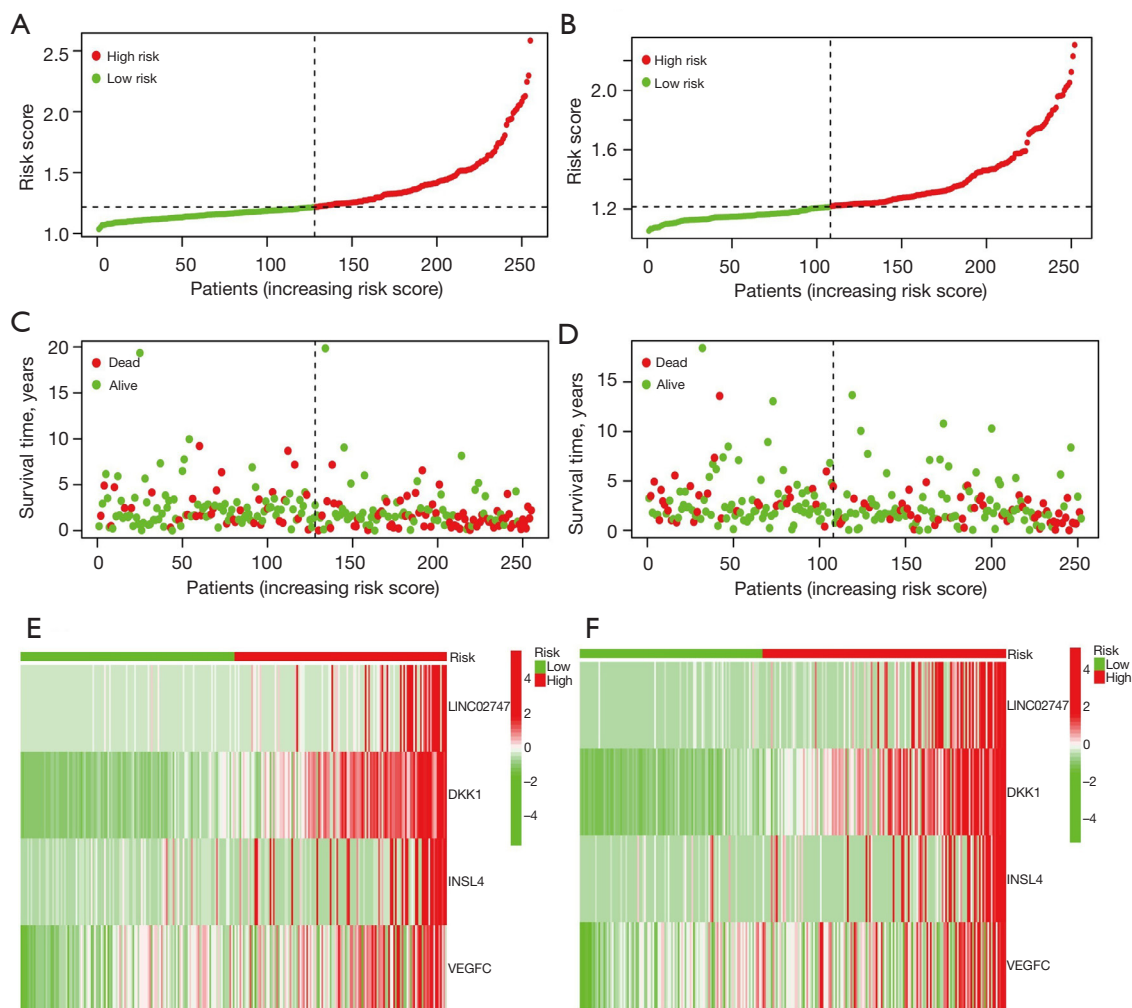 A
High risk
Low risk
Risk score
2.5
2.0
1.5
1.0
0 50 100 150 200 250
Patients (increasing risk score)
B
High risk
Low risk
Risk score
2.0
1.6
1.2
0 50 100 150 200 250
Patients (increasing risk score)
C
Dead
Alive
Survival time, years
20
15
10
5
0
0 50 100 150 200 250
Patients (increasing risk score)
D
Dead
Alive
Survival time, years
15
10
5
0
0 50 100 150 200 250
Patients (increasing risk score)
E
Risk
LINC02747
DKK1
INSL4
VEGFC
4
2
0
−2
−4
Risk
Low
High
F
Risk
LINC02747
DKK1
INSL4
VEGFC
4
2
0
−2
−4
Risk
Low
High